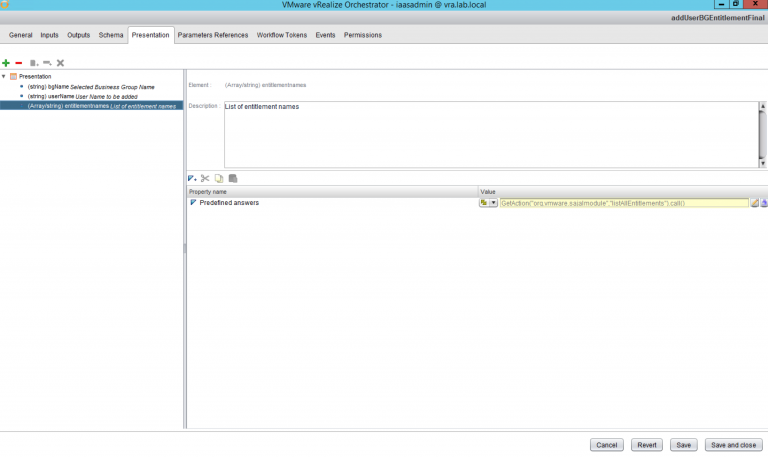 VMware vRealize Orchestrator - iaasadmin @ vra.lab.local
addUserBGEntitlementFinal
General Inputs Outputs Schema Presentation Parameters References Workflow Tokens Events Permissions
Presentation
(string) bgName Selected Business Group Name
(string) userName User Name to be added
(Array/string) entitlementnames List of entitlement names
Element : (Array/string) entitlementnames
Description : List of entitlement names
Property name Value
Predefined answers GetAction("org.vmware.sajalmodule","listAllEntitlements").call()
Cancel Revert Save Save and close